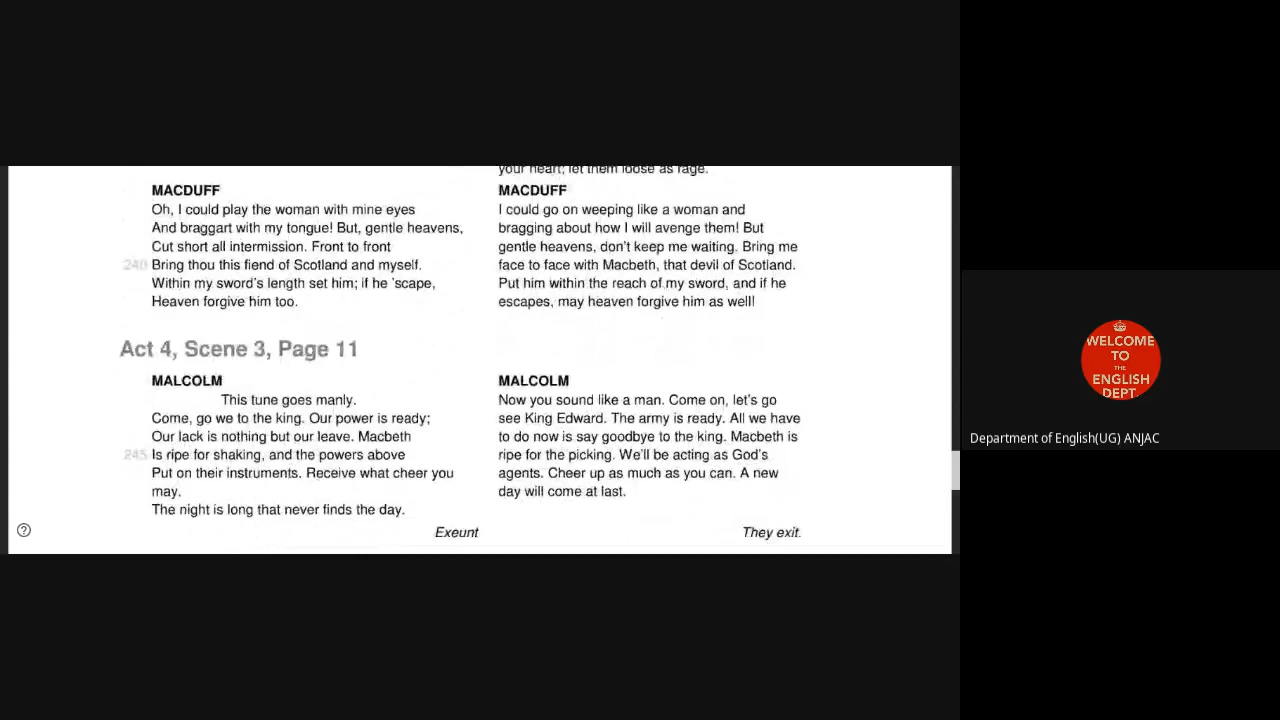 your heart; let them loose as rage.
MACDUFF
Oh, I could play the woman with mine eyes
And braggart with my tongue! But, gentle heavens,
Cut short all intermission. Front to front
240 Bring thou this fiend of Scotland and myself.
Within my sword's length set him; if he 'scape,
Heaven forgive him too.
MACDUFF
I could go on weeping like a woman and
bragging about how I will avenge them! But
gentle heavens, don't keep me waiting. Bring me
face to face with Macbeth, that devil of Scotland.
Put him within the reach of my sword, and if he
escapes, may heaven forgive him as well!
Act 4, Scene 3, Page 11
MALCOLM
This tune goes manly.
Come, go we to the king. Our power is ready;
Our lack is nothing but our leave. Macbeth
245 Is ripe for shaking, and the powers above
Put on their instruments. Receive what cheer you
may.
The night is long that never finds the day.
Exeunt
MALCOLM
Now you sound like a man. Come on, let's go
see King Edward. The army is ready. All we have
to do now is say goodbye to the king. Macbeth is
ripe for the picking. We'll be acting as God's
agents. Cheer up as much as you can. A new
day will come at last.
They exit.
WELCOME
TO
THE
ENGLISH
DEPT.
Department of English(UG) ANJAC